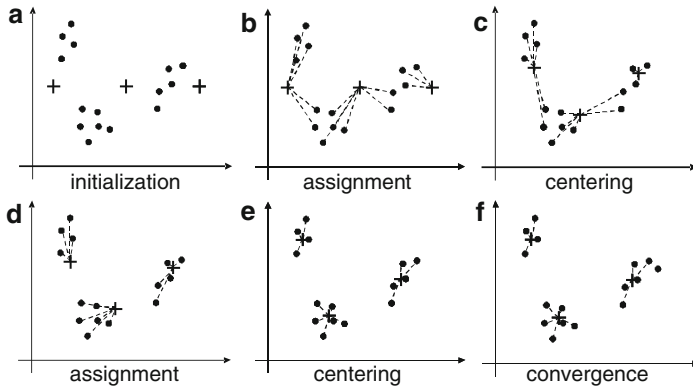 a
initialization
b
assignment
c
centering
d
assignment
e
centering
f
convergence